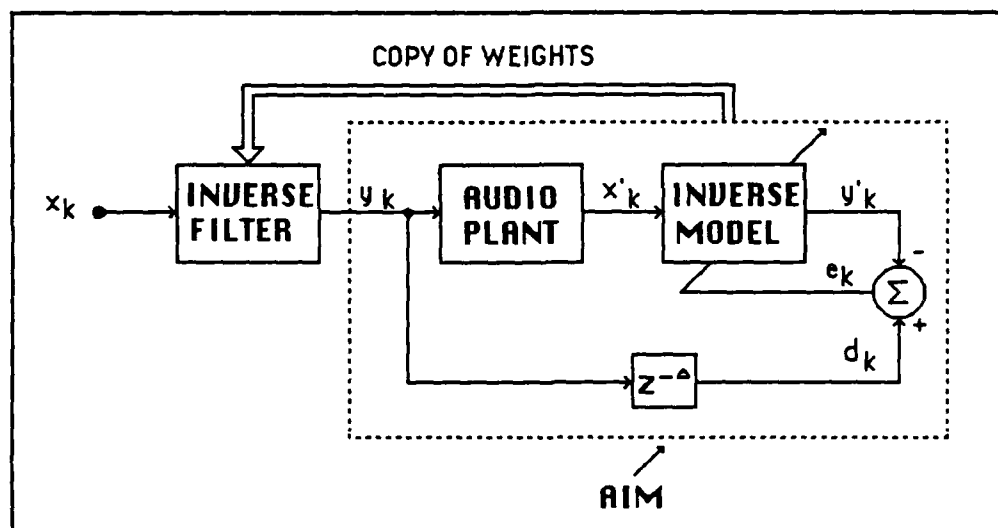 COPY OF WEIGHTS
x_k
INVERSE
FILTER
y_k
AUDIO
PLANT
x'_k
INVERSE
MODEL
y'_k
-
e_k
Σ
+
d_k
z^{-Δ}
AIM